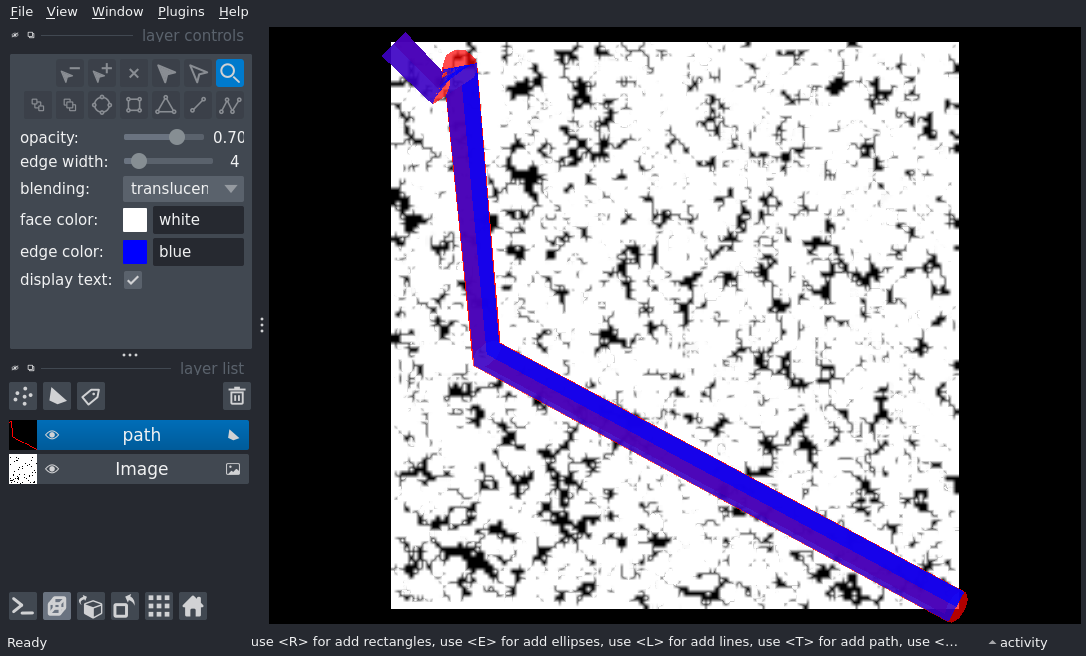 File View Window Plugins Help
layer controls
opacity: 0.70
edge width: 4
blending: translucen
face color: white
edge color: blue
display text:
layer list
path
Image
Ready use <R> for add rectangles, use <E> for add ellipses, use <L> for add lines, use <T> for add path, use <... activity